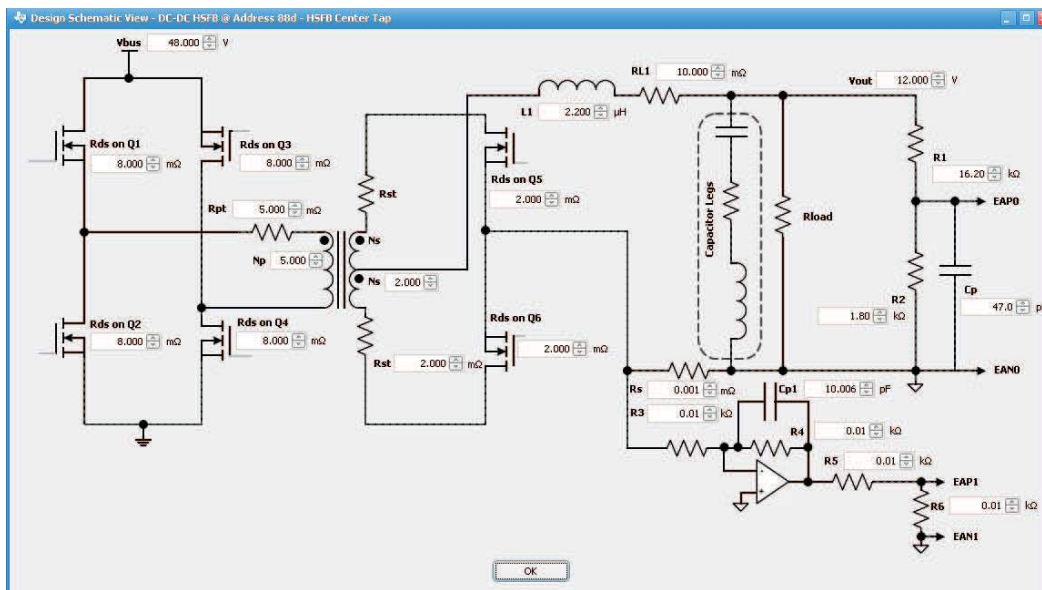 Design Schematic View - DC-DC HSFB @ Address 88d - HSFB Center Tap
Vbus 48.000 V
RL1 10.000 mΩ
Vout 12.000 V
L1 2.200 μH
Rds on Q1 8.000 mΩ
Rds on Q3 8.000 mΩ
Rds on Q5 2.000 mΩ
R1 16.20 kΩ
EAP0
Rst
Rpt 5.000 mΩ
Capacitor Legs
Rload
Np 5.000
Ns
Ns 2.000
Cp 47.0 p
R2 1.80 kΩ
Rds on Q2 8.000 mΩ
Rds on Q4 8.000 mΩ
Rds on Q6 2.000 mΩ
Rst 2.000 mΩ
EAN0
Rs 0.001 mΩ
Cp1 10.006 pF
R3 0.01 kΩ
R4 0.01 kΩ
R5 0.01 kΩ
-
+
EAP1
R6 0.01 kΩ
EAN1
OK